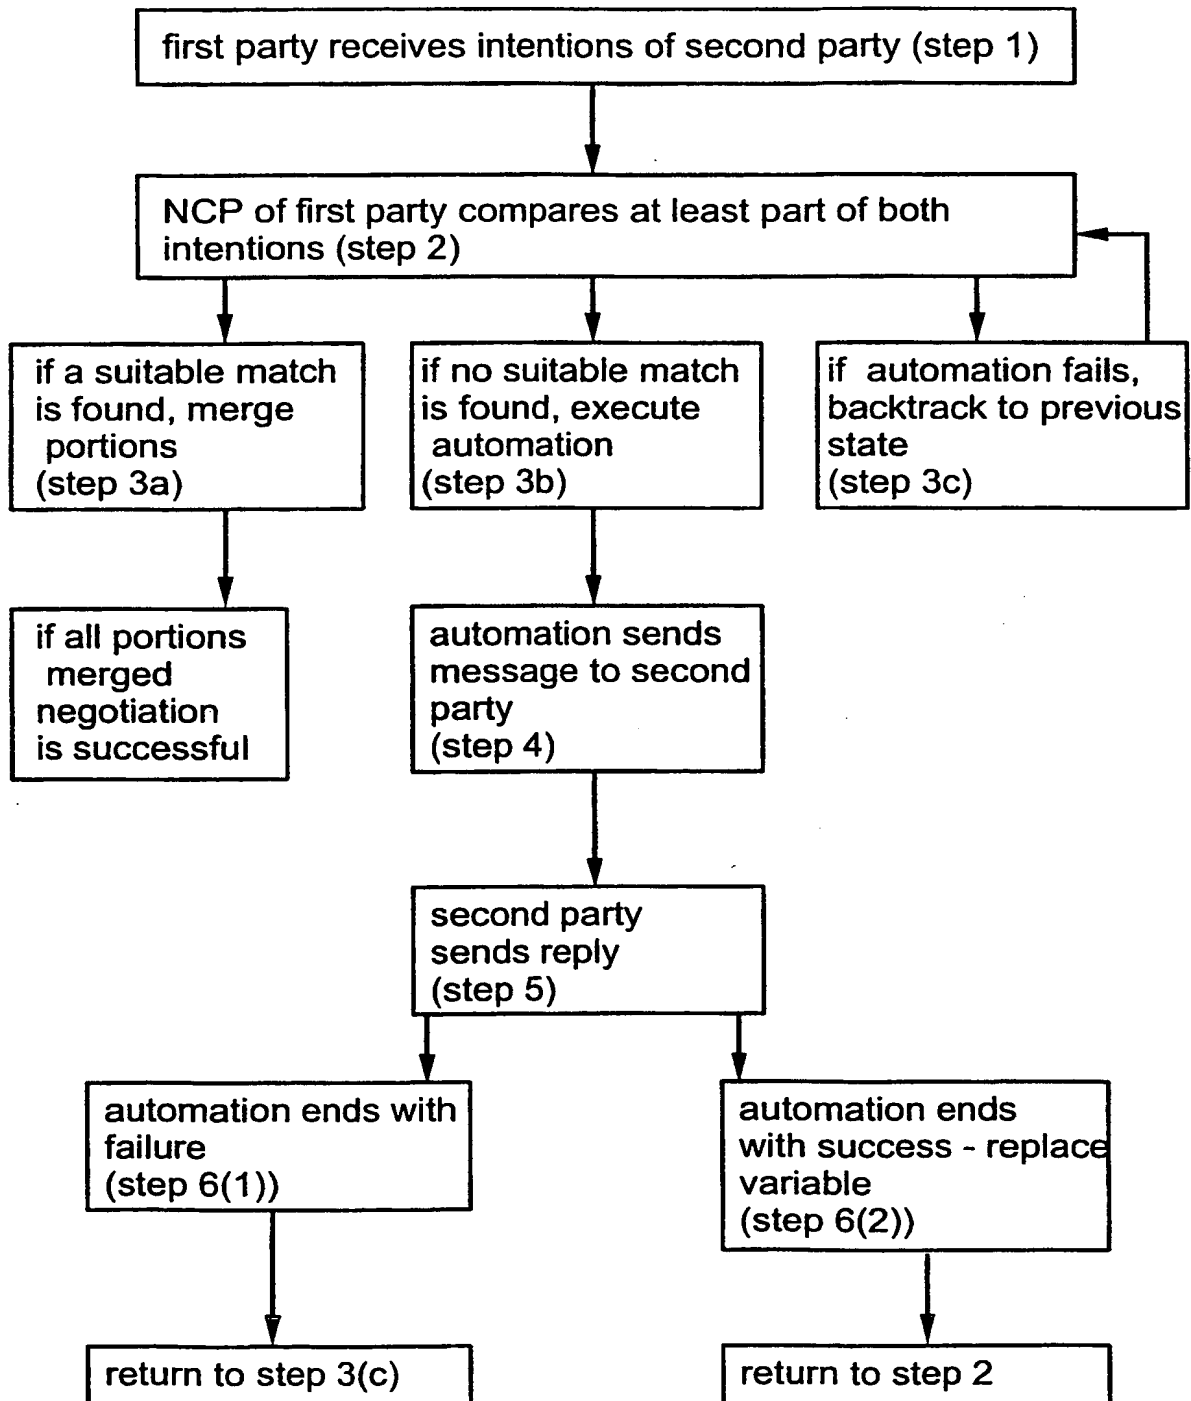 first party receives intentions of second party (step 1)
NCP of first party compares at least part of both
intentions (step 2)
if a suitable match
is found, merge
portions
(step 3a)
if no suitable match
is found, execute
automation
(step 3b)
if automation fails,
backtrack to previous
state
(step 3c)
if all portions
merged
negotiation
is successful
automation sends
message to second
party
(step 4)
second party
sends reply
(step 5)
automation ends with
failure
(step 6(1))
automation ends
with success - replace
variable
(step 6(2))
return to step 3(c)
return to step 2